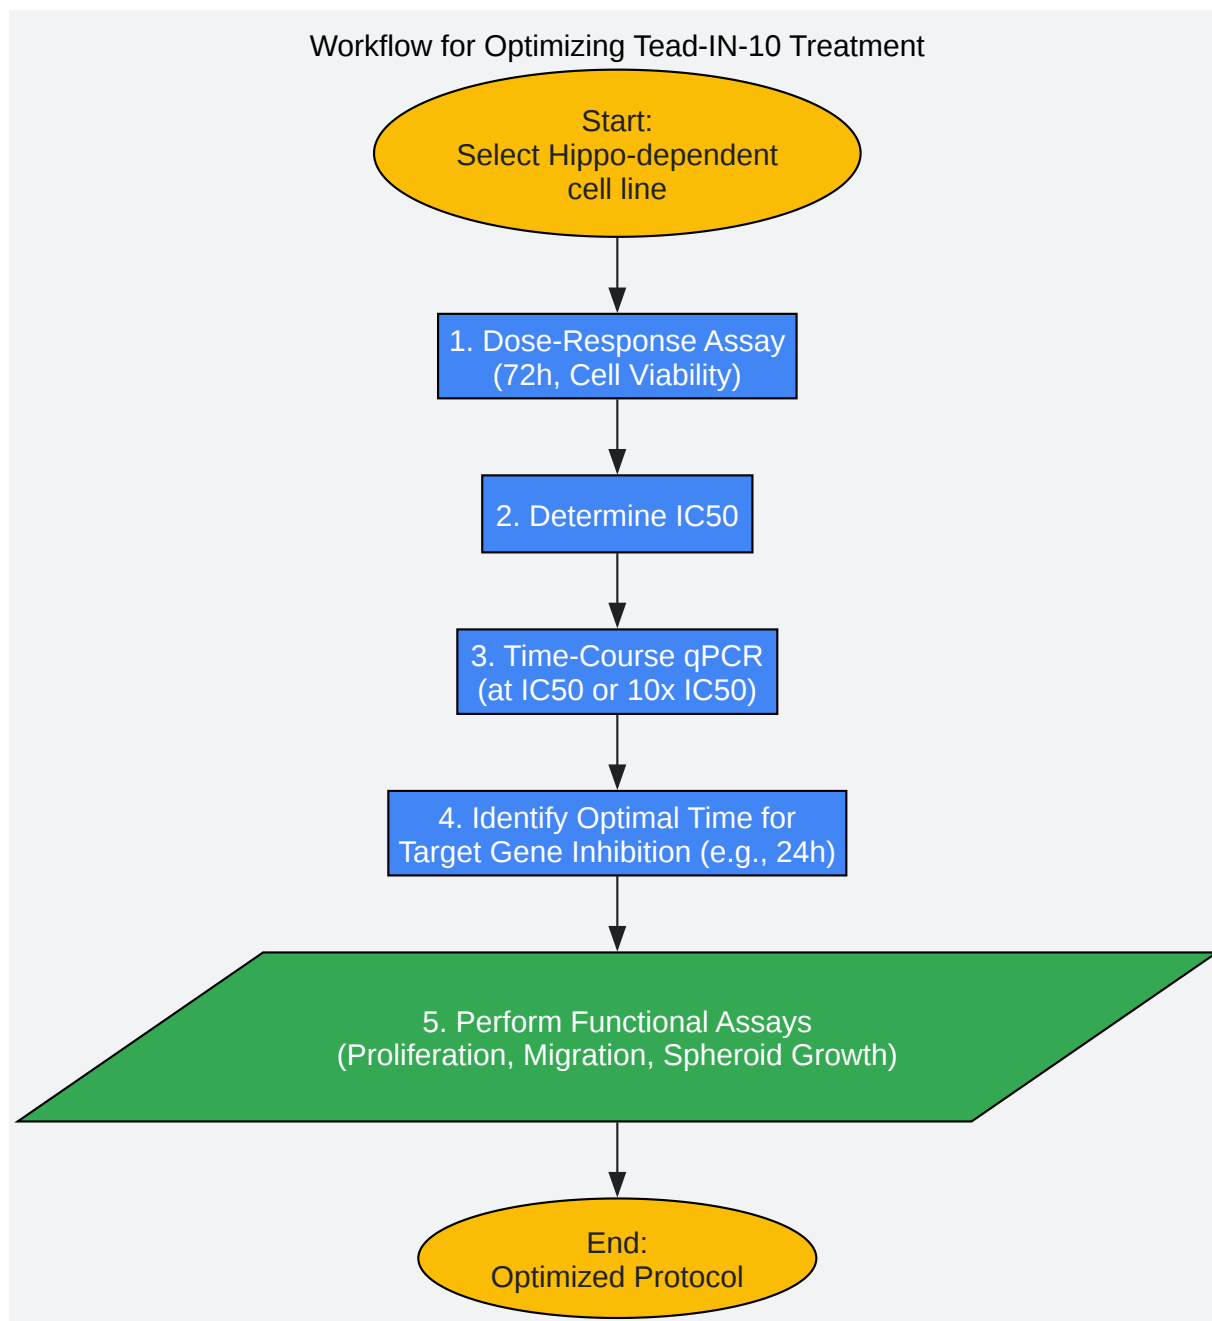 Workflow for Optimizing Tead-IN-10 Treatment
Start:
Select Hippo-dependent
cell line
1. Dose-Response Assay
(72h, Cell Viability)
2. Determine IC50
3. Time-Course qPCR
(at IC50 or 10x IC50)
4. Identify Optimal Time for
Target Gene Inhibition (e.g., 24h)
5. Perform Functional Assays
(Proliferation, Migration, Spheroid Growth)
End:
Optimized Protocol